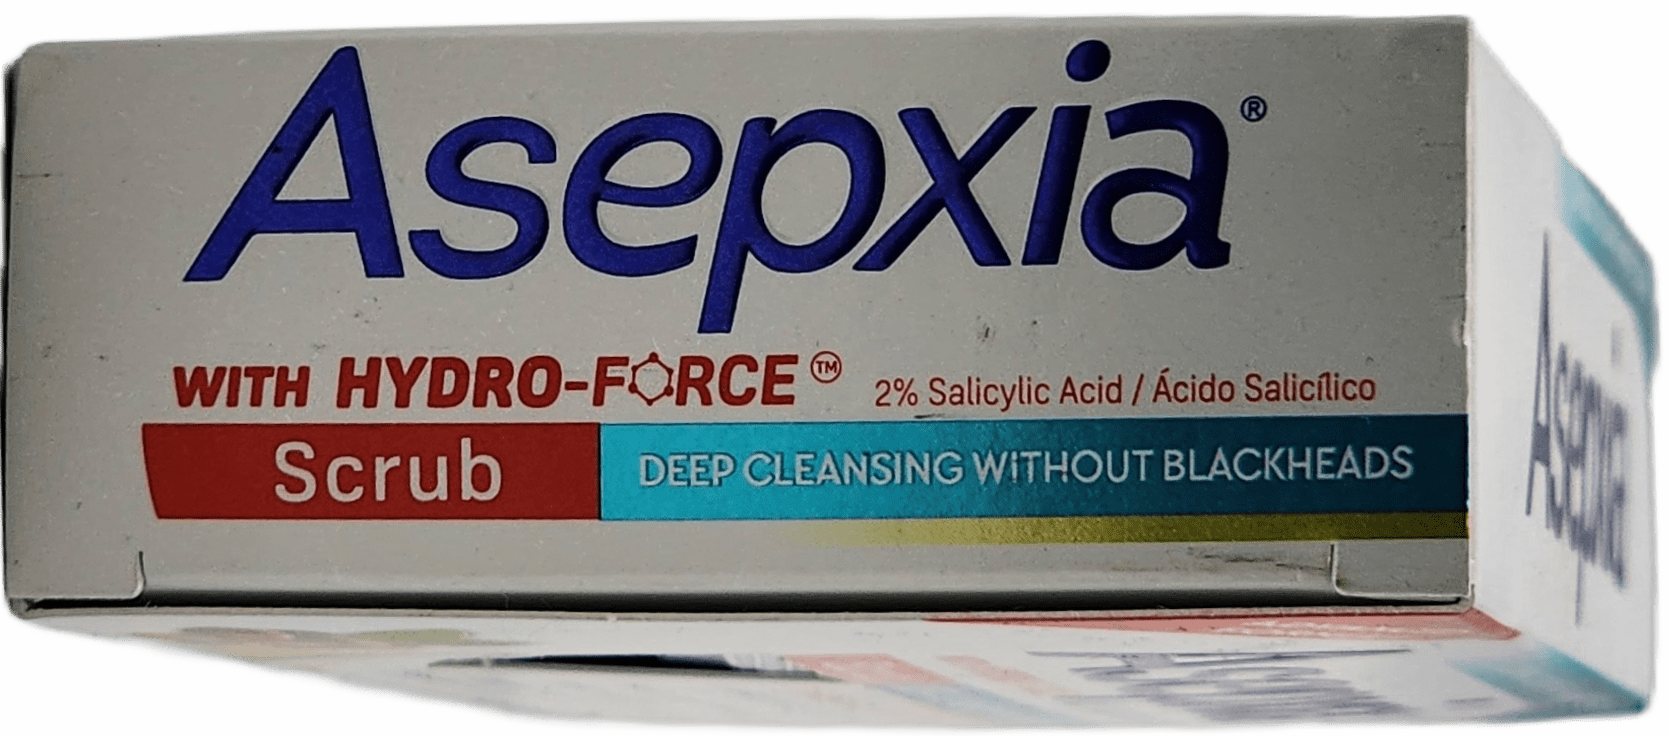 Asepxia®
WITH HYDRO-FORCE™ 2% Salicylic Acid / Ácido Salicílico
Scrub DEEP CLEANSING WITHOUT BLACKHEADS
Asepxia